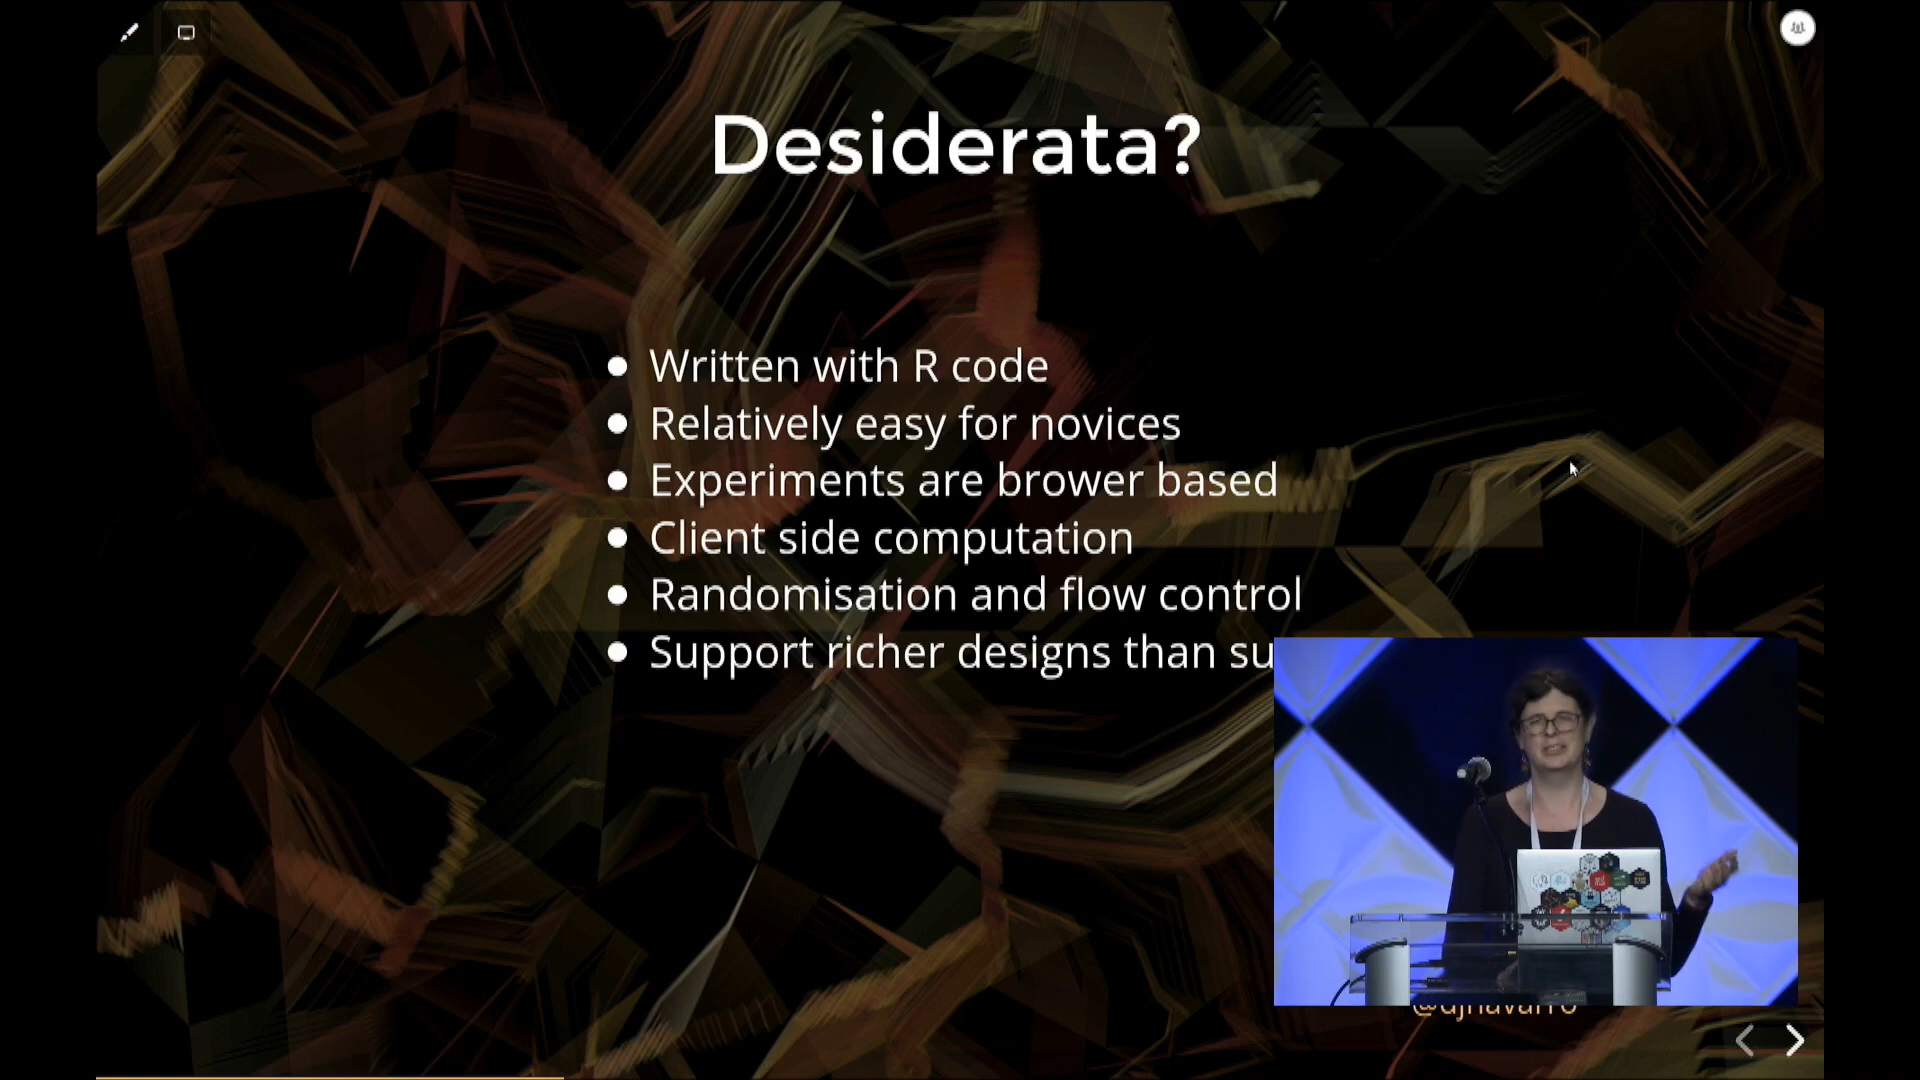 Desiderata?
Written with R code
Relatively easy for novices
Experiments are brower based
Client side computation
Randomisation and flow control
Support richer designs than su
@djnavarro